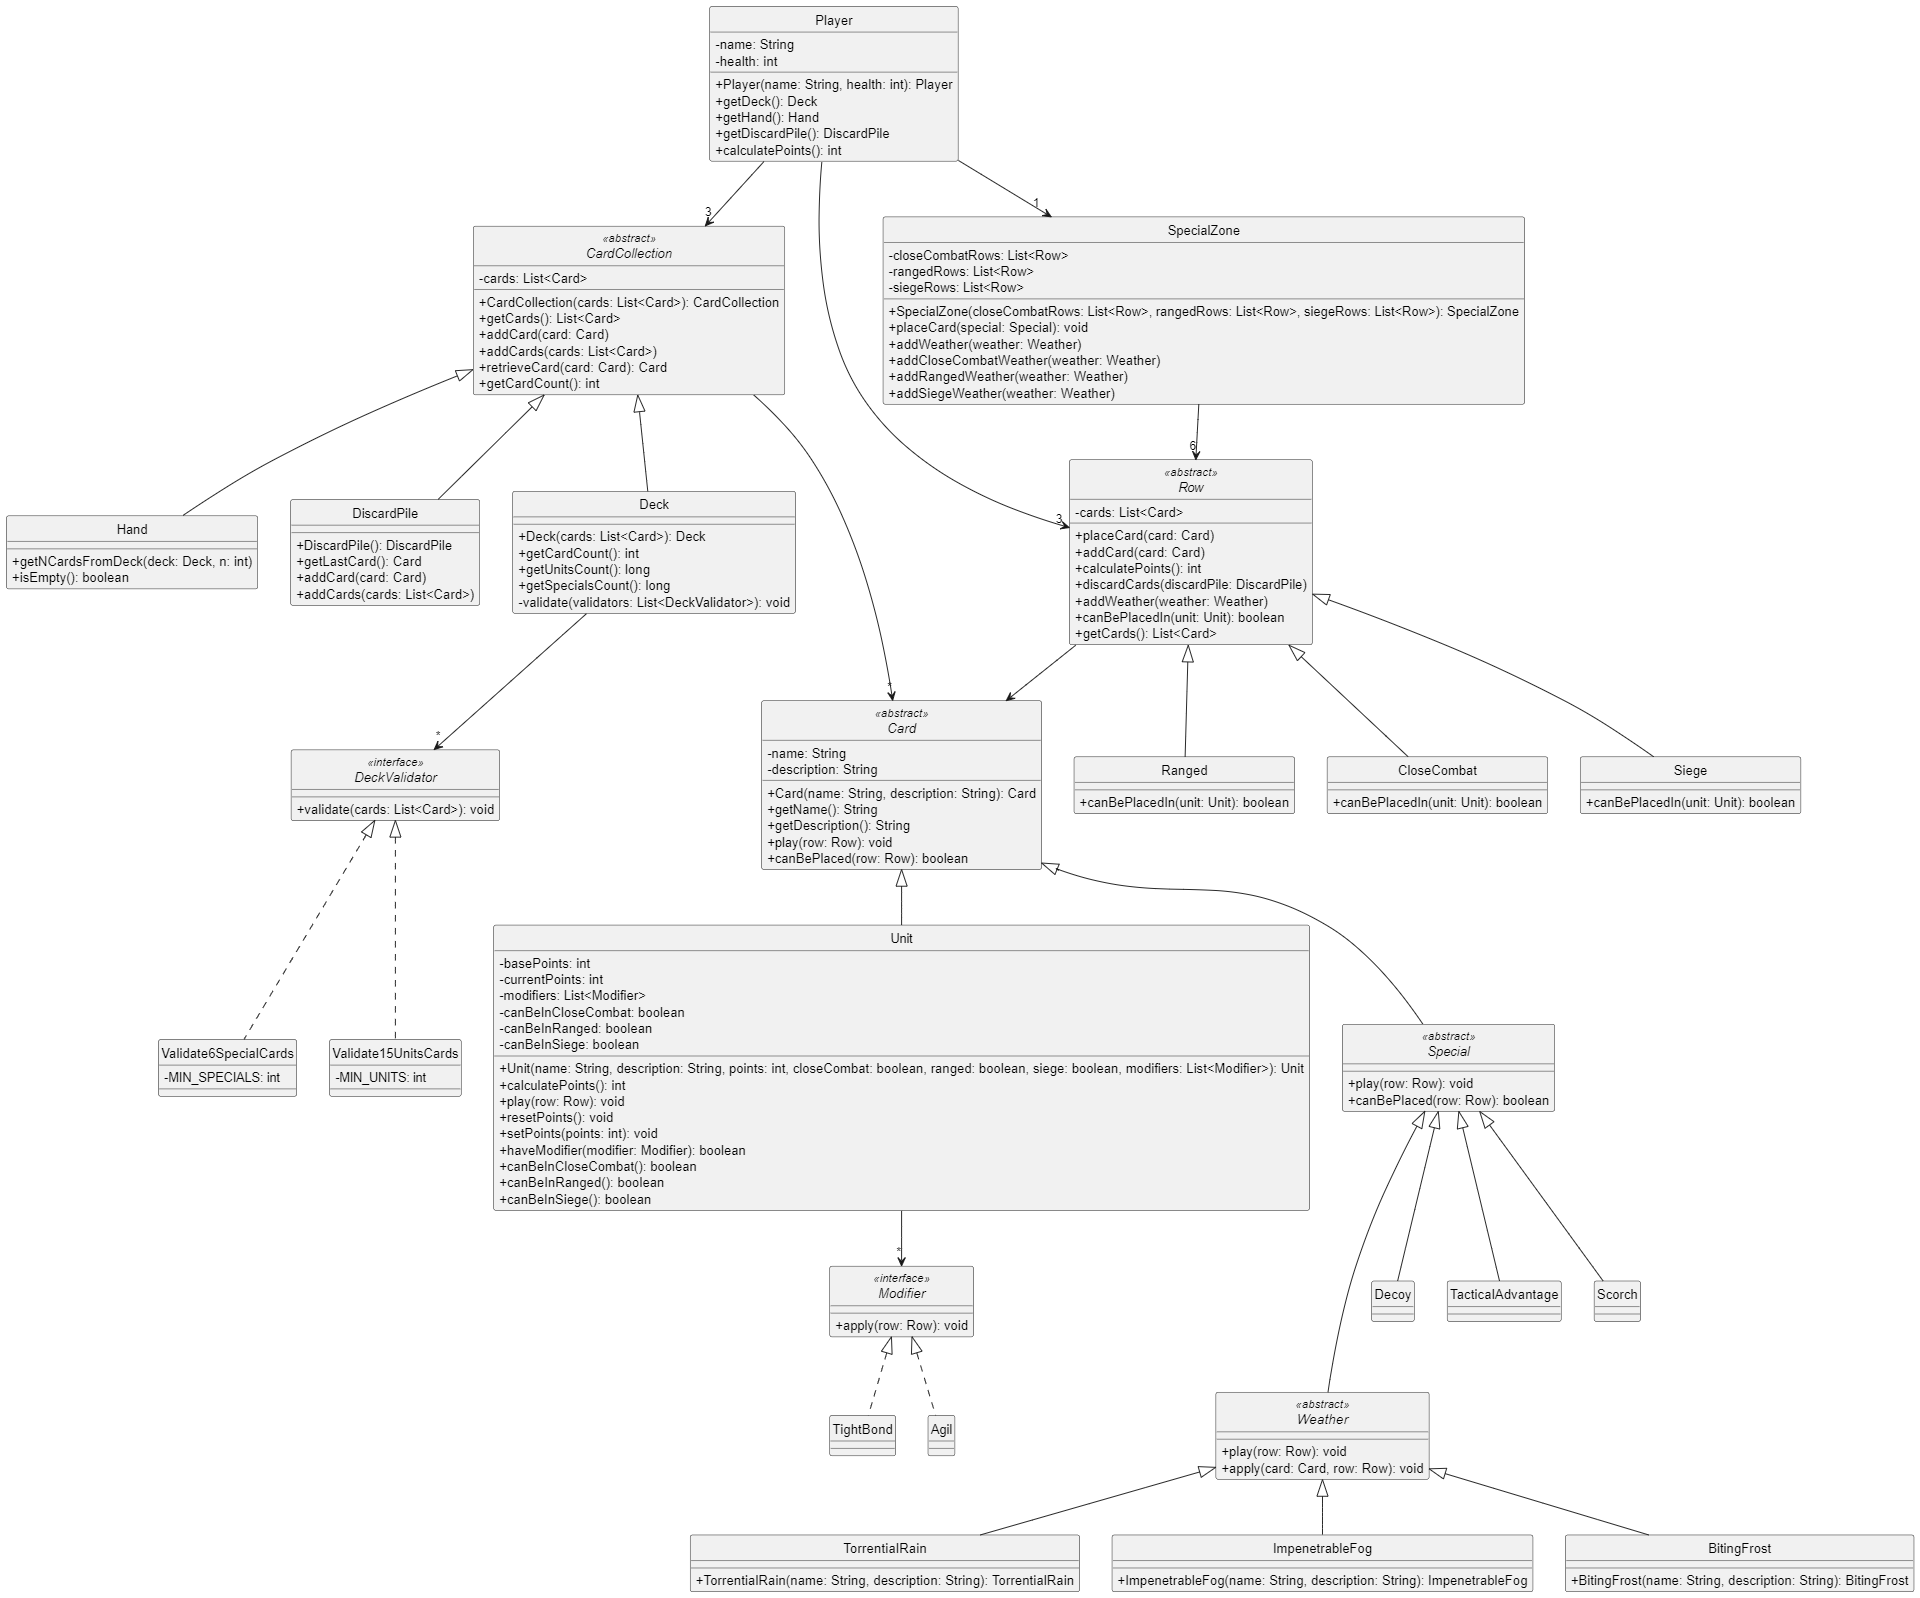 Player
-name: String
-health: int
+Player(name: String, health: int): Player
+getDeck(): Deck
+getHand(): Hand
+getDiscardPile(): DiscardPile
+calculatePoints(): int
3
1
«abstract»
CardCollection
-cards: List<Card>
+CardCollection(cards: List<Card>): CardCollection
+getCards(): List<Card>
+addCard(card: Card)
+addCards(cards: List<Card>)
+retrieveCard(card: Card): Card
+getCardCount(): int
SpecialZone
-closeCombatRows: List<Row>
-rangedRows: List<Row>
-siegeRows: List<Row>
+SpecialZone(closeCombatRows: List<Row>, rangedRows: List<Row>, siegeRows: List<Row>): SpecialZone
+placeCard(special: Special): void
+addWeather(weather: Weather)
+addCloseCombatWeather(weather: Weather)
+addRangedWeather(weather: Weather)
+addSiegeWeather(weather: Weather)
6
3
Hand
+getNCardsFromDeck(deck: Deck, n: int)
+isEmpty(): boolean
DiscardPile
+DiscardPile(): DiscardPile
+getLastCard(): Card
+addCard(card: Card)
+addCards(cards: List<Card>)
Deck
+Deck(cards: List<Card>): Deck
+getCardCount(): int
+getUnitsCount(): long
+getSpecialsCount(): long
-validate(validators: List<DeckValidator>): void
«abstract»
Row
-cards: List<Card>
+placeCard(card: Card)
+addCard(card: Card)
+calculatePoints(): int
+discardCards(discardPile: DiscardPile)
+addWeather(weather: Weather)
+canBePlacedIn(unit: Unit): boolean
+getCards(): List<Card>
*
*
«interface»
DeckValidator
+validate(cards: List<Card>): void
«abstract»
Card
-name: String
-description: String
+Card(name: String, description: String): Card
+getName(): String
+getDescription(): String
+play(row: Row): void
+canBePlaced(row: Row): boolean
Ranged
+canBePlacedIn(unit: Unit): boolean
CloseCombat
+canBePlacedIn(unit: Unit): boolean
Siege
+canBePlacedIn(unit: Unit): boolean
Validate6SpecialCards
-MIN_SPECIALS: int
Validate15UnitsCards
-MIN_UNITS: int
Unit
-basePoints: int
-currentPoints: int
-modifiers: List<Modifier>
-canBeInCloseCombat: boolean
-canBeInRanged: boolean
-canBeInSiege: boolean
+Unit(name: String, description: String, points: int, closeCombat: boolean, ranged: boolean, siege: boolean, modifiers: List<Modifier>): Unit
+calculatePoints(): int
+play(row: Row): void
+resetPoints(): void
+setPoints(points: int): void
+haveModifier(modifier: Modifier): boolean
+canBeInCloseCombat(): boolean
+canBeInRanged(): boolean
+canBeInSiege(): boolean
«abstract»
Special
+play(row: Row): void
+canBePlaced(row: Row): boolean
*
«interface»
Modifier
+apply(row: Row): void
Decoy
TacticalAdvantage
Scorch
TightBond
Agil
«abstract»
Weather
+play(row: Row): void
+apply(card: Card, row: Row): void
TorrentialRain
+TorrentialRain(name: String, description: String): TorrentialRain
ImpenetrableFog
+ImpenetrableFog(name: String, description: String): ImpenetrableFog
BitingFrost
+BitingFrost(name: String, description: String): BitingFrost